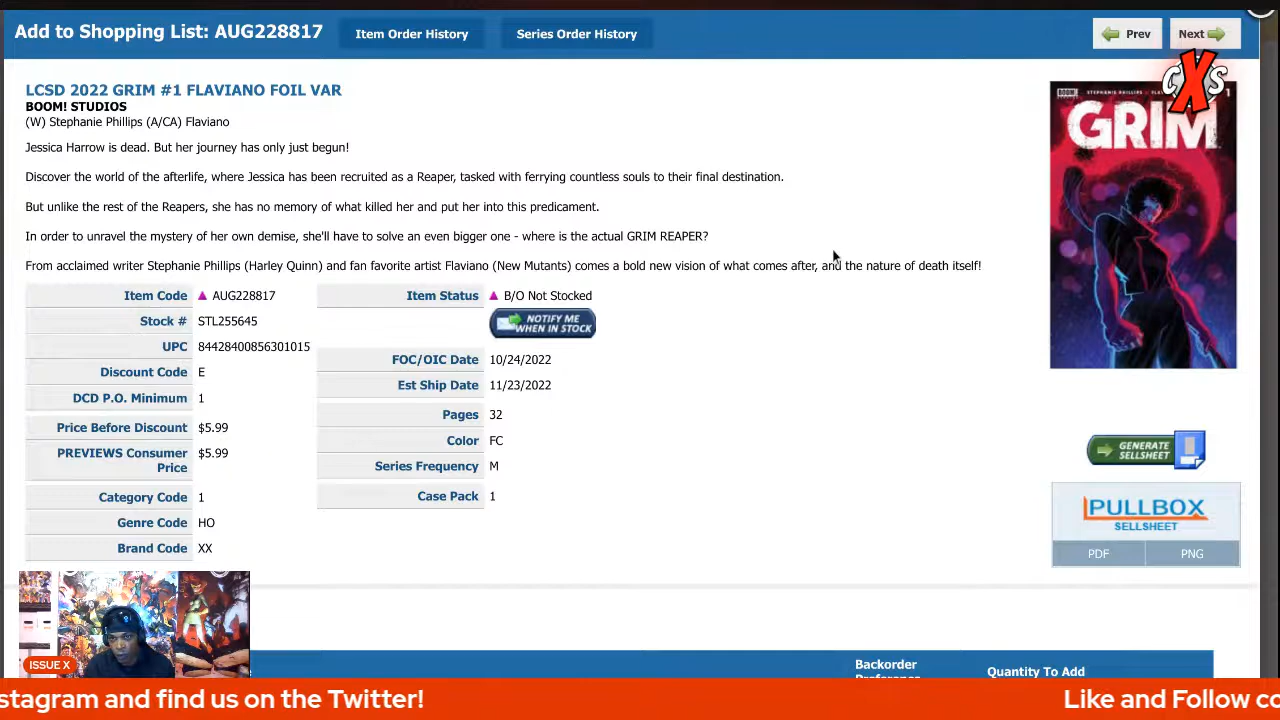 Add to Shopping List: AUG228817
Item Order History
Series Order History
Prev
Next
LCSD 2022 GRIM #1 FLAVIANO FOIL VAR
BOOM! STUDIOS
(W) Stephanie Phillips (A/CA) Flaviano
Jessica Harrow is dead. But her journey has only just begun!
Discover the world of the afterlife, where Jessica has been recruited as a Reaper, tasked with ferrying countless souls to their final destination.
But unlike the rest of the Reapers, she has no memory of what killed her and put her into this predicament.
In order to unravel the mystery of her own demise, she'll have to solve an even bigger one - where is the actual GRIM REAPER?
From acclaimed writer Stephanie Phillips (Harley Quinn) and fan favorite artist Flaviano (New Mutants) comes a bold new vision of what comes after, and the nature of death itself!
CXS
STEPHANIE PHILLIPS
1
GRIM
Item Code AUG228817
Stock # STL255645
UPC 84428400856301015
Discount Code E
DCD P.O. Minimum 1
Price Before Discount $5.99
PREVIEWS Consumer $5.99
Price
Category Code 1
Genre Code HO
Brand Code XX
Item Status B/O Not Stocked
NOTIFY ME
WHEN IN STOCK
FOC/OIC Date 10/24/2022
Est Ship Date 11/23/2022
Pages 32
Color FC
Series Frequency M
Case Pack 1
GENERATE
SELLSHEET
PULLBOX
SELLSHEET
PDF PNG
ISSUE X
Backorder
Preference
Quantity To Add
stagram and find us on the Twitter! Like and Follow co